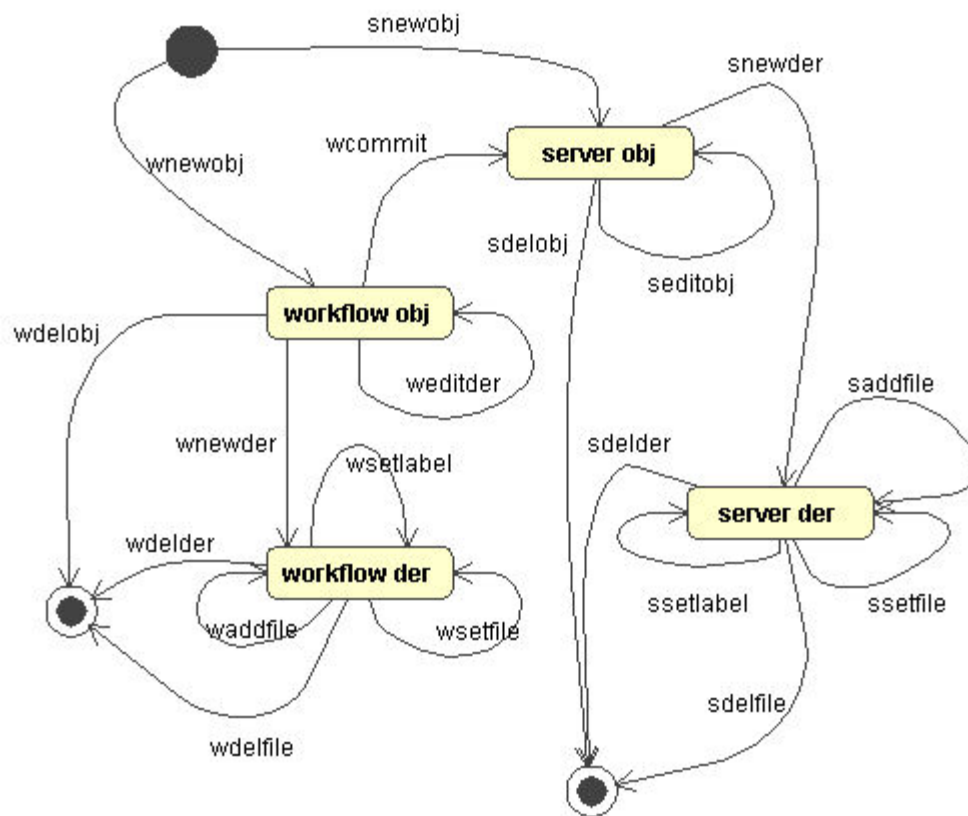 snewobj
snewder
wcommit
server obj
wnewobj
sdelobj
seditobj
workflow obj
wdelobj
weditder
saddfile
wnewder
sdelder
wsetlabel
server der
wdelder
workflow der
ssetlabel
ssetfile
waddfile
wsetfile
sdelfile
wdelfile